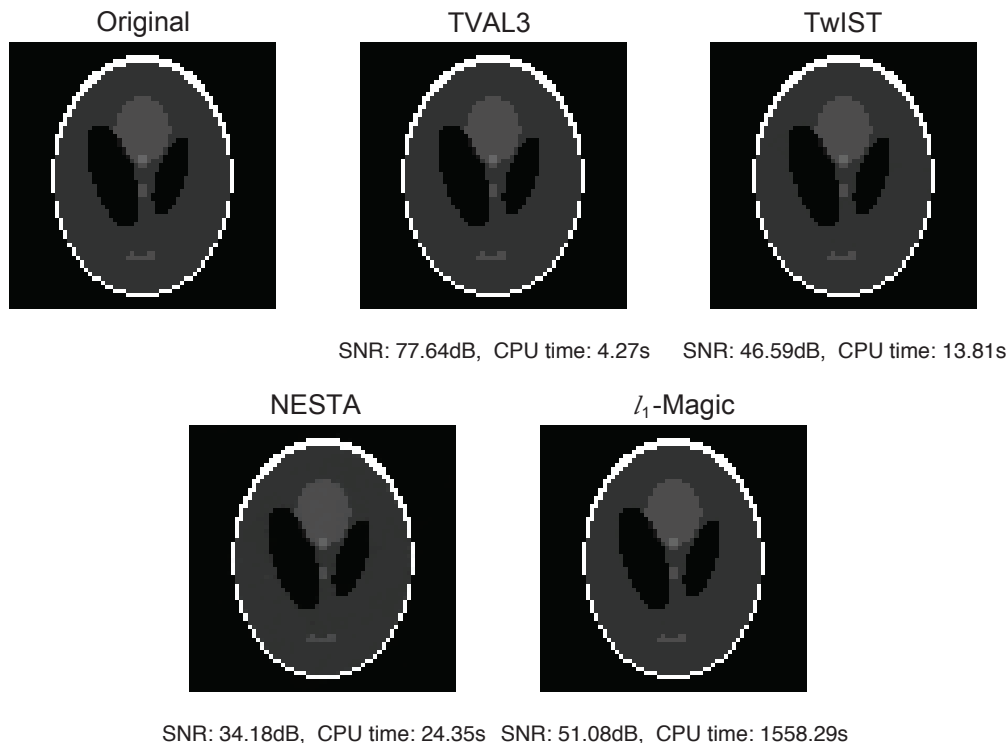 Original
TVAL3
TwIST
SNR: 77.64dB, CPU time: 4.27s
SNR: 46.59dB, CPU time: 13.81s
NESTA
l₁-Magic
SNR: 34.18dB, CPU time: 24.35s
SNR: 51.08dB, CPU time: 1558.29s